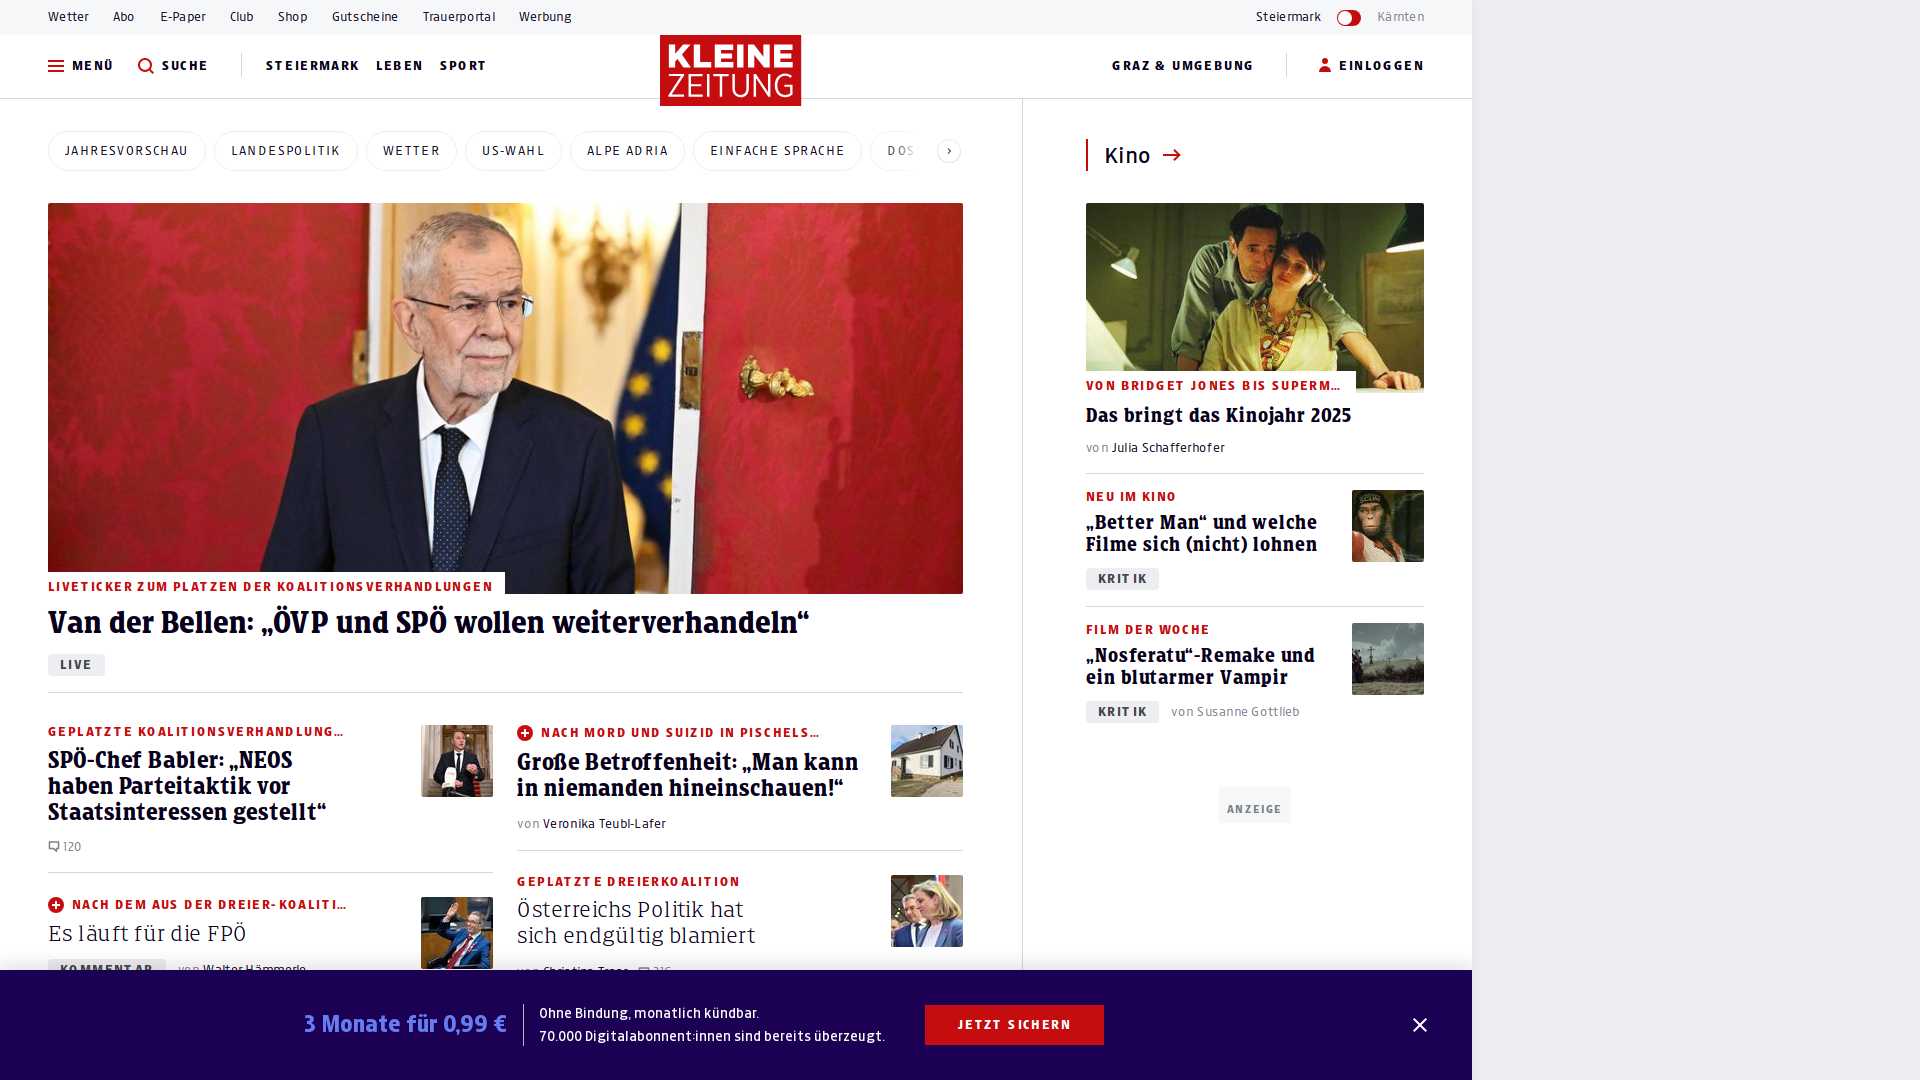 Wetter Abo E-Paper Club Shop Gutscheine Trauerportal Werbung Steiermark Kärnten
MENÜ SUCHE STEIERMARK LEBEN SPORT KLEINE ZEITUNG GRAZ & UMGEBUNG EINLOGGEN
JAHRESVORSCHAU LANDESPOLITIK WETTER US-WAHL ALPE ADRIA EINFACHE SPRACHE DOS
LIVETICKER ZUM PLATZEN DER KOALITIONSVERHANDLUNGEN
Van der Bellen: „ÖVP und SPÖ wollen weiterverhandeln“
LIVE
GEPLATZTE KOALITIONSVERHANDLUNG…
SPÖ-Chef Babler: „NEOS
haben Parteitaktik vor
Staatsinteressen gestellt“
120
NACH DEM AUS DER DREIER-KOALITI…
Es läuft für die FPÖ
KOMMENTAR von Walter Hämmerle
NACH MORD UND SUIZID IN PISCHELS…
Große Betroffenheit: „Man kann
in niemanden hineinschauen!“
von Veronika Teubl-Lafer
GEPLATZTE DREIERKOALITION
Österreichs Politik hat
sich endgültig blamiert
Kino
VON BRIDGET JONES BIS SUPERM…
Das bringt das Kinojahr 2025
von Julia Schafferhofer
NEU IM KINO
„Better Man“ und welche
Filme sich (nicht) lohnen
KRITIK
FILM DER WOCHE
„Nosferatu“-Remake und
ein blutarmer Vampir
KRITIK von Susanne Gottlieb
ANZEIGE
3 Monate für 0,99 €
Ohne Bindung, monatlich kündbar.
70.000 Digitalabonnent:innen sind bereits überzeugt.
JETZT SICHERN